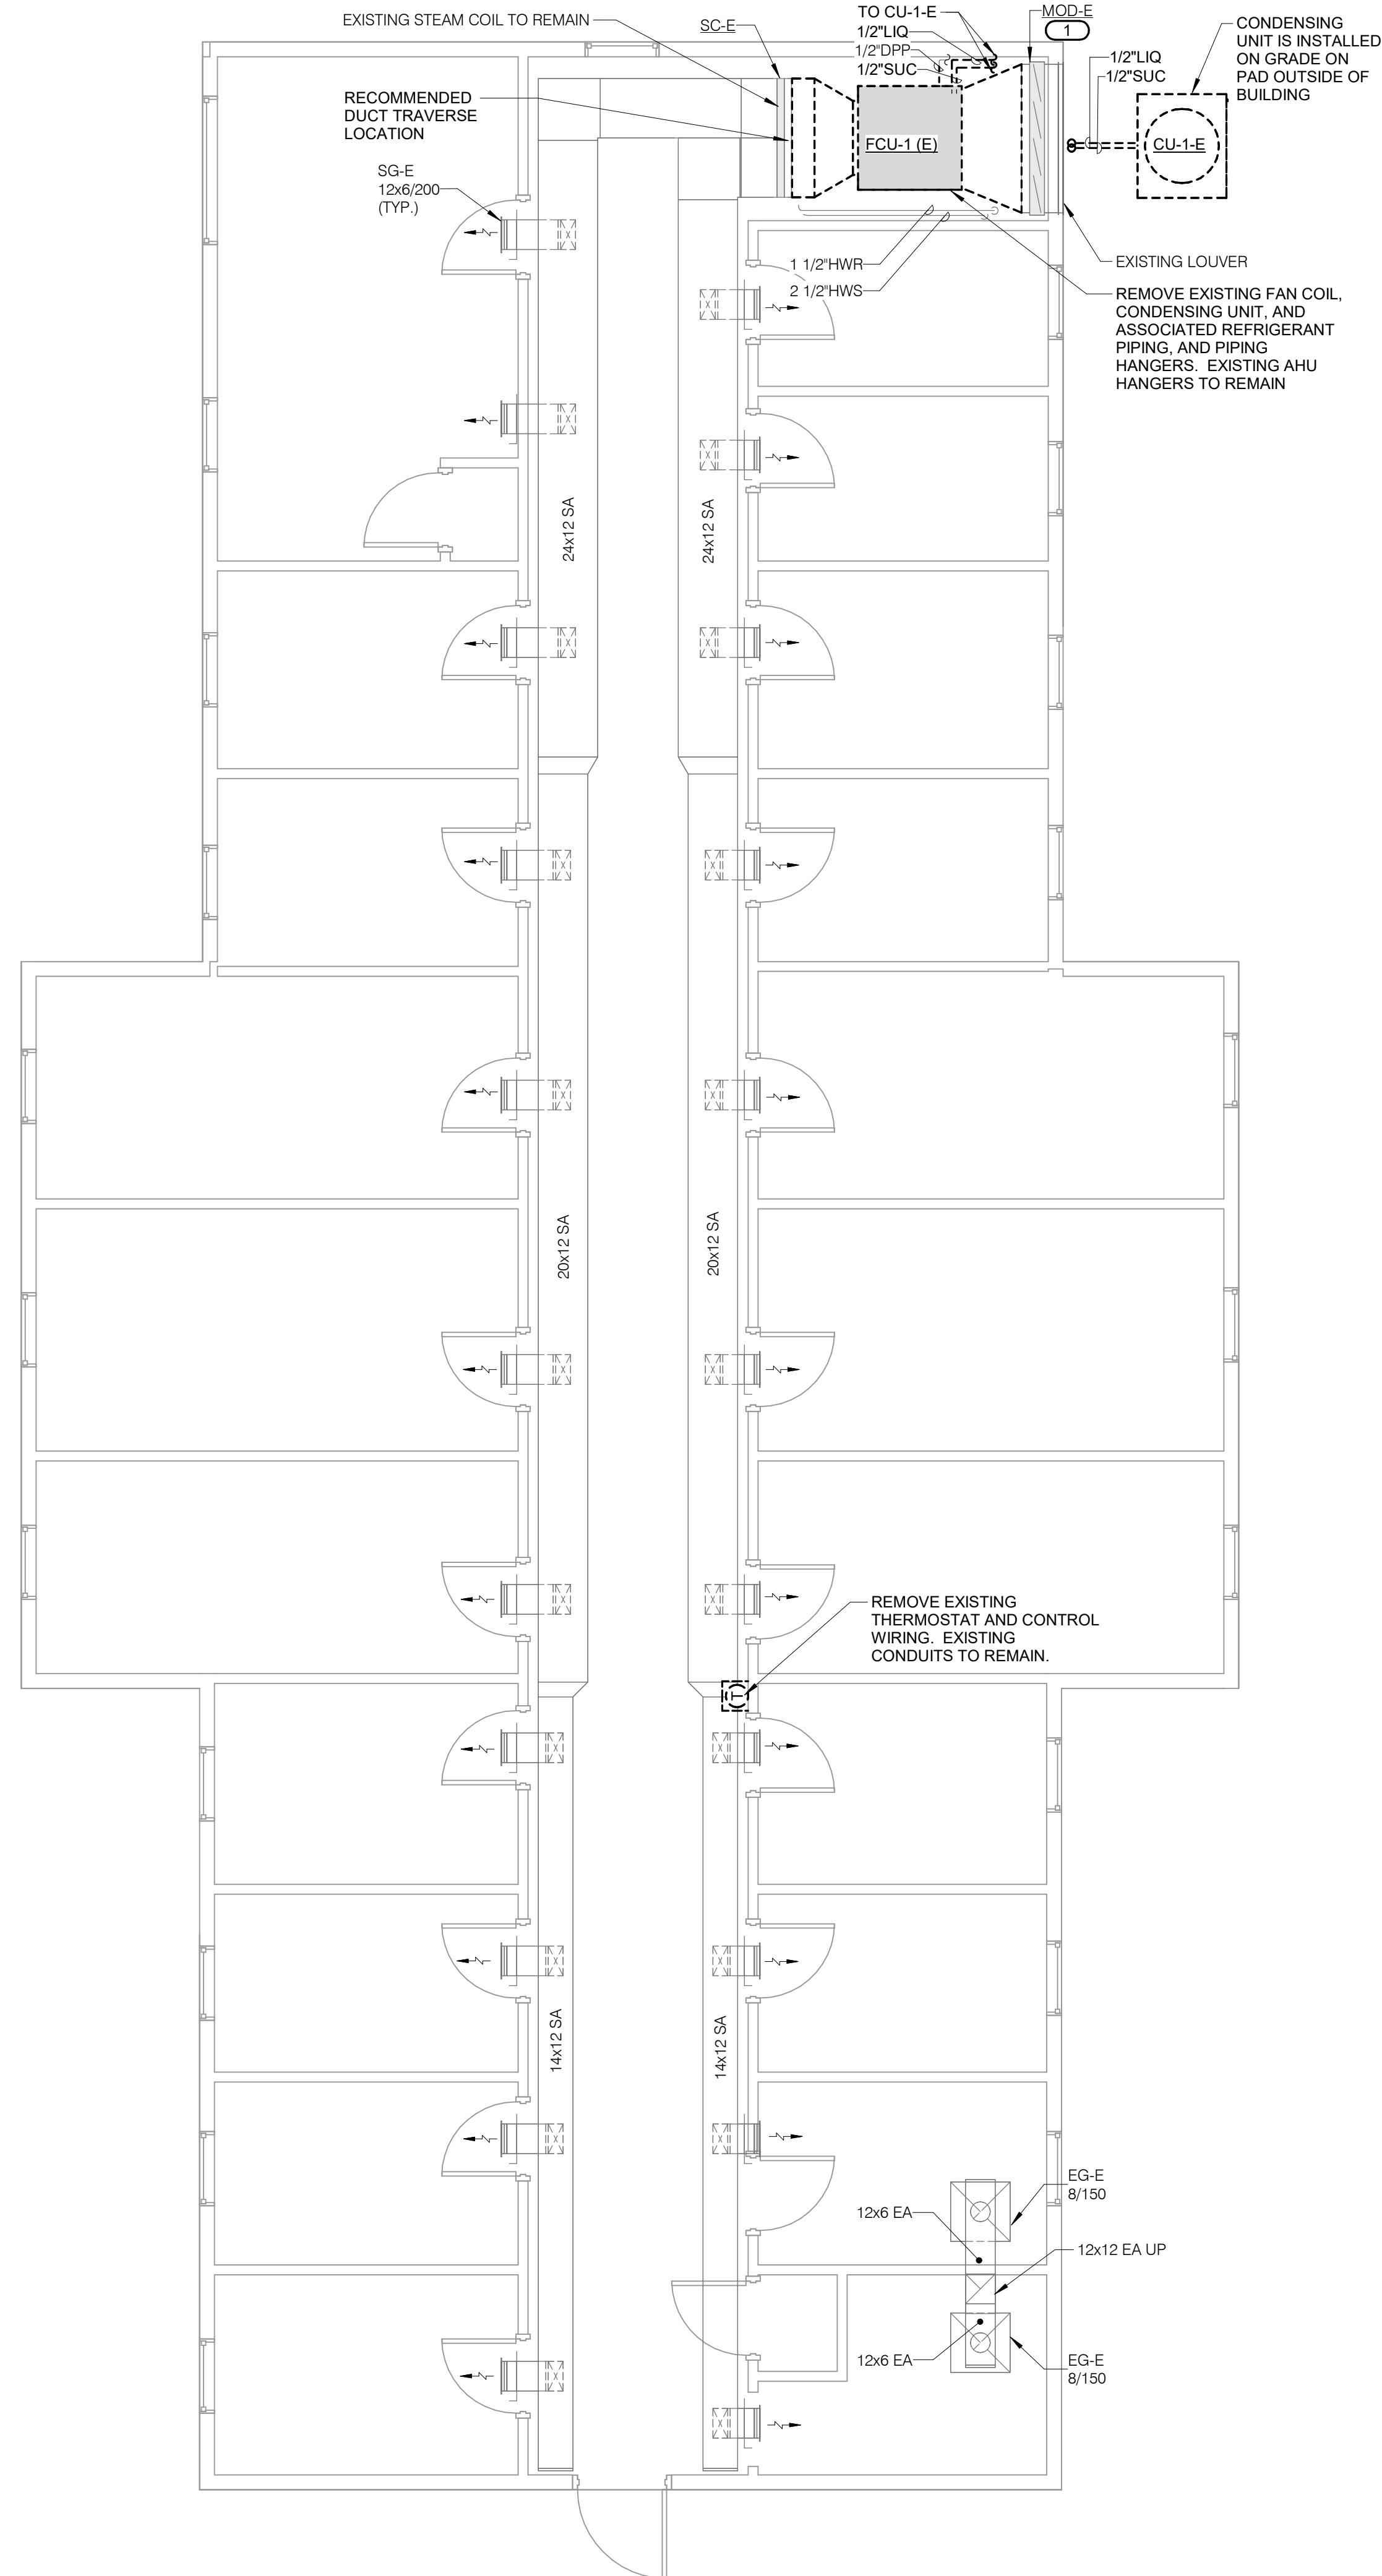 EXISTING STEAM COIL TO REMAIN
SC-E
TO CU-1-E
1/2"LIQ
1/2"DPP
1/2"SUC
MOD-E
1
CONDENSING
UNIT IS INSTALLED
ON GRADE ON
PAD OUTSIDE OF
BUILDING
1/2"LIQ
1/2"SUC
RECOMMENDED
DUCT TRAVERSE
LOCATION
FCU-1 (E)
CU-1-E
SG-E
12x6/200
(TYP.)
1 1/2"HWR
2 1/2"HWS
EXISTING LOUVER
REMOVE EXISTING FAN COIL,
CONDENSING UNIT, AND
ASSOCIATED REFRIGERANT
PIPING, AND PIPING
HANGERS.  EXISTING AHU
HANGERS TO REMAIN
24x12 SA
24x12 SA
20x12 SA
20x12 SA
REMOVE EXISTING
THERMOSTAT AND CONTROL
WIRING.  EXISTING
CONDUITS TO REMAIN.
T
14x12 SA
14x12 SA
EG-E
8/150
12x6 EA
12x12 EA UP
12x6 EA
EG-E
8/150